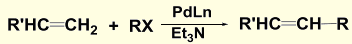 R'HC=CH₂ + RX PdLn Et₃N → R'HC=CH–R